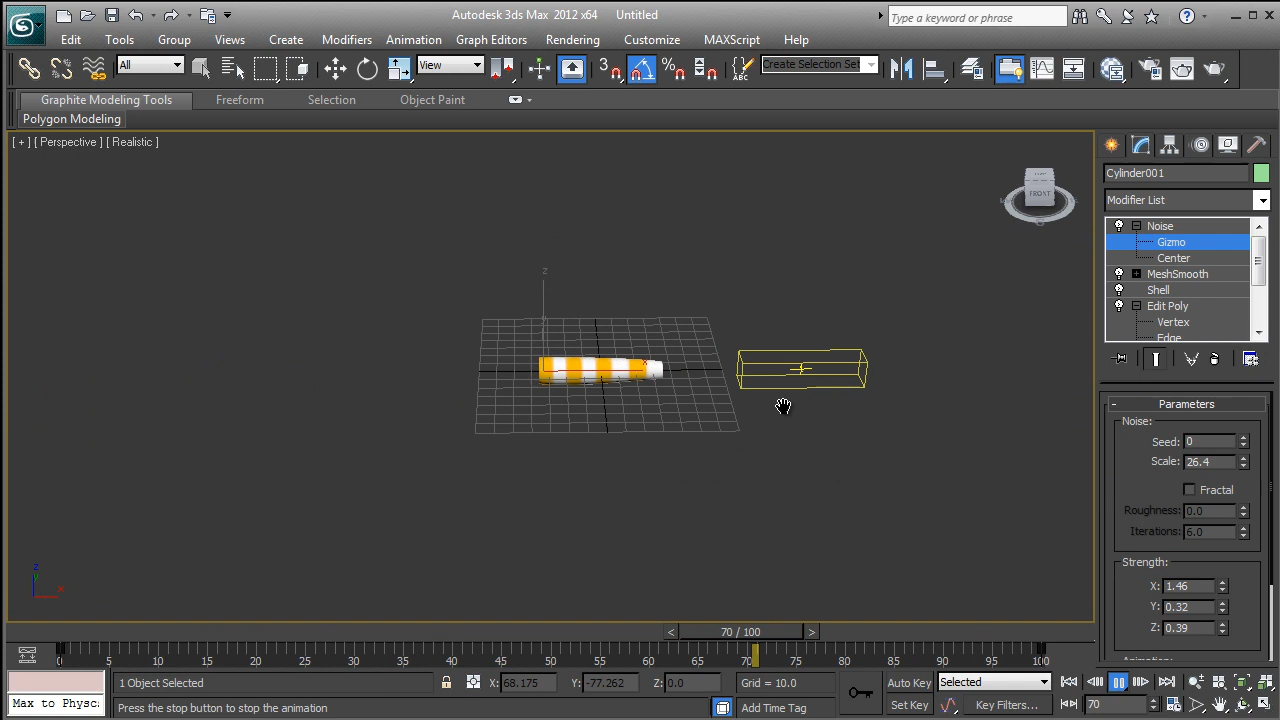 Autodesk 3ds Max 2012 x64 Untitled
Type a keyword or phrase
Edit Tools Group Views Create Modifiers Animation Graph Editors Rendering Customize MAXScript Help
All View 3 % ABC Create Selection Set
Graphite Modeling Tools Freeform Selection Object Paint
Polygon Modeling
[ + ] [ Perspective ] [ Realistic ]
FRONT
Cylinder001
Modifier List
Noise
Gizmo
Center
MeshSmooth
Shell
Edit Poly
Vertex
Edge
- Parameters
Noise:
Seed: 0
Scale: 26.4
Fractal
Roughness: 0.0
Iterations: 6.0
Strength:
X: 1.46
Y: 0.32
Z: 0.39
z
x
z
y
x
< 70 / 100 >
0 5 10 15 20 25 30 35 40 45 50 55 60 65 70 75 80 85 90 95 100
1 Object Selected X: 68.175 Y: -77.262 Z: 0.0 Grid = 10.0 Auto Key Selected
Max to Physc Press the stop button to stop the animation Add Time Tag Set Key Key Filters... 70